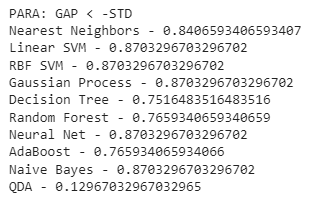 PARA: GAP < -STD
Nearest Neighbors - 0.8406593406593407
Linear SVM - 0.8703296703296702
RBF SVM - 0.8703296703296702
Gaussian Process - 0.8703296703296702
Decision Tree - 0.7516483516483516
Random Forest - 0.7659340659340659
Neural Net - 0.8703296703296702
AdaBoost - 0.765934065934066
Naive Bayes - 0.8703296703296702
QDA - 0.12967032967032965